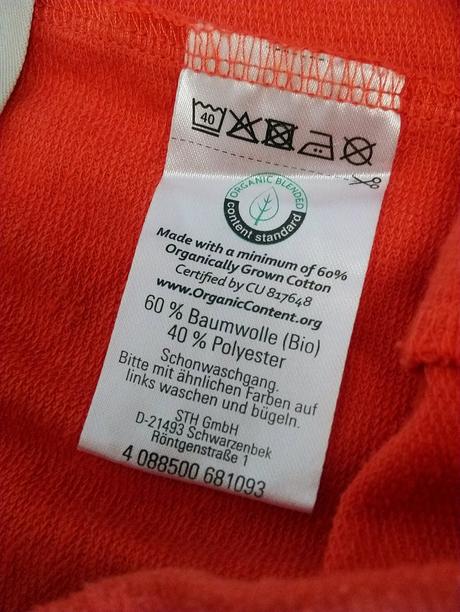 40
ORGANIC BLENDED
content standard
Made with a minimum of 60%
Organically Grown Cotton
Certified by CU 817648
www.OrganicContent.org
60 % Baumwolle (Bio)
40 % Polyester
Schonwaschgang.
Bitte mit ähnlichen Farben auf
links waschen und bügeln.
STH GmbH
D-21493 Schwarzenbek
Röntgenstraße 1
4 088500 681093